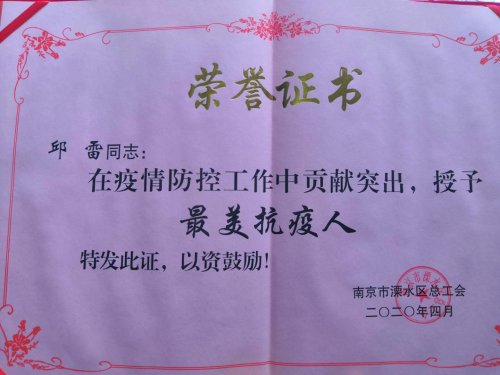 荣誉证书
邱 雷同志：
在疫情防控工作中贡献突出，授予
最美抗疫人
特发此证，以资鼓励！
南京市溧水区总工会
二〇二〇年四月